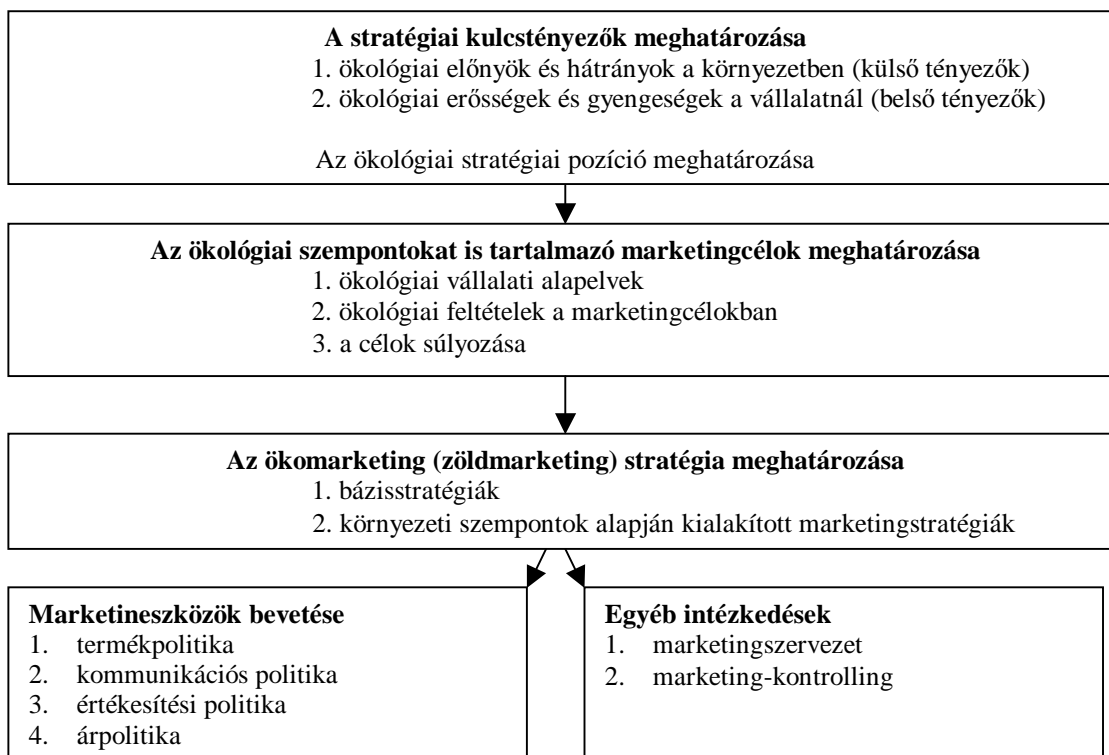 A stratégiai kulcstényezők meghatározása
1. ökológiai előnyök és hátrányok a környezetben (külső tényezők)
2. ökológiai erősségek és gyengeségek a vállalatnál (belső tényezők)
Az ökológiai stratégiai pozíció meghatározása
Az ökológiai szempontokat is tartalmazó marketingcélok meghatározása
1. ökológiai vállalati alapelvek
2. ökológiai feltételek a marketingcélokban
3. a célok súlyozása
Az ökomarketing (zöldmarketing) stratégia meghatározása
1. bázisstratégiák
2. környezeti szempontok alapján kialakított marketingstratégiák
Marketineszközök bevetése
1. termékpolitika
2. kommunikációs politika
3. értékesítési politika
4. árpolitika
Egyéb intézkedések
1. marketingszervezet
2. marketing-kontrolling